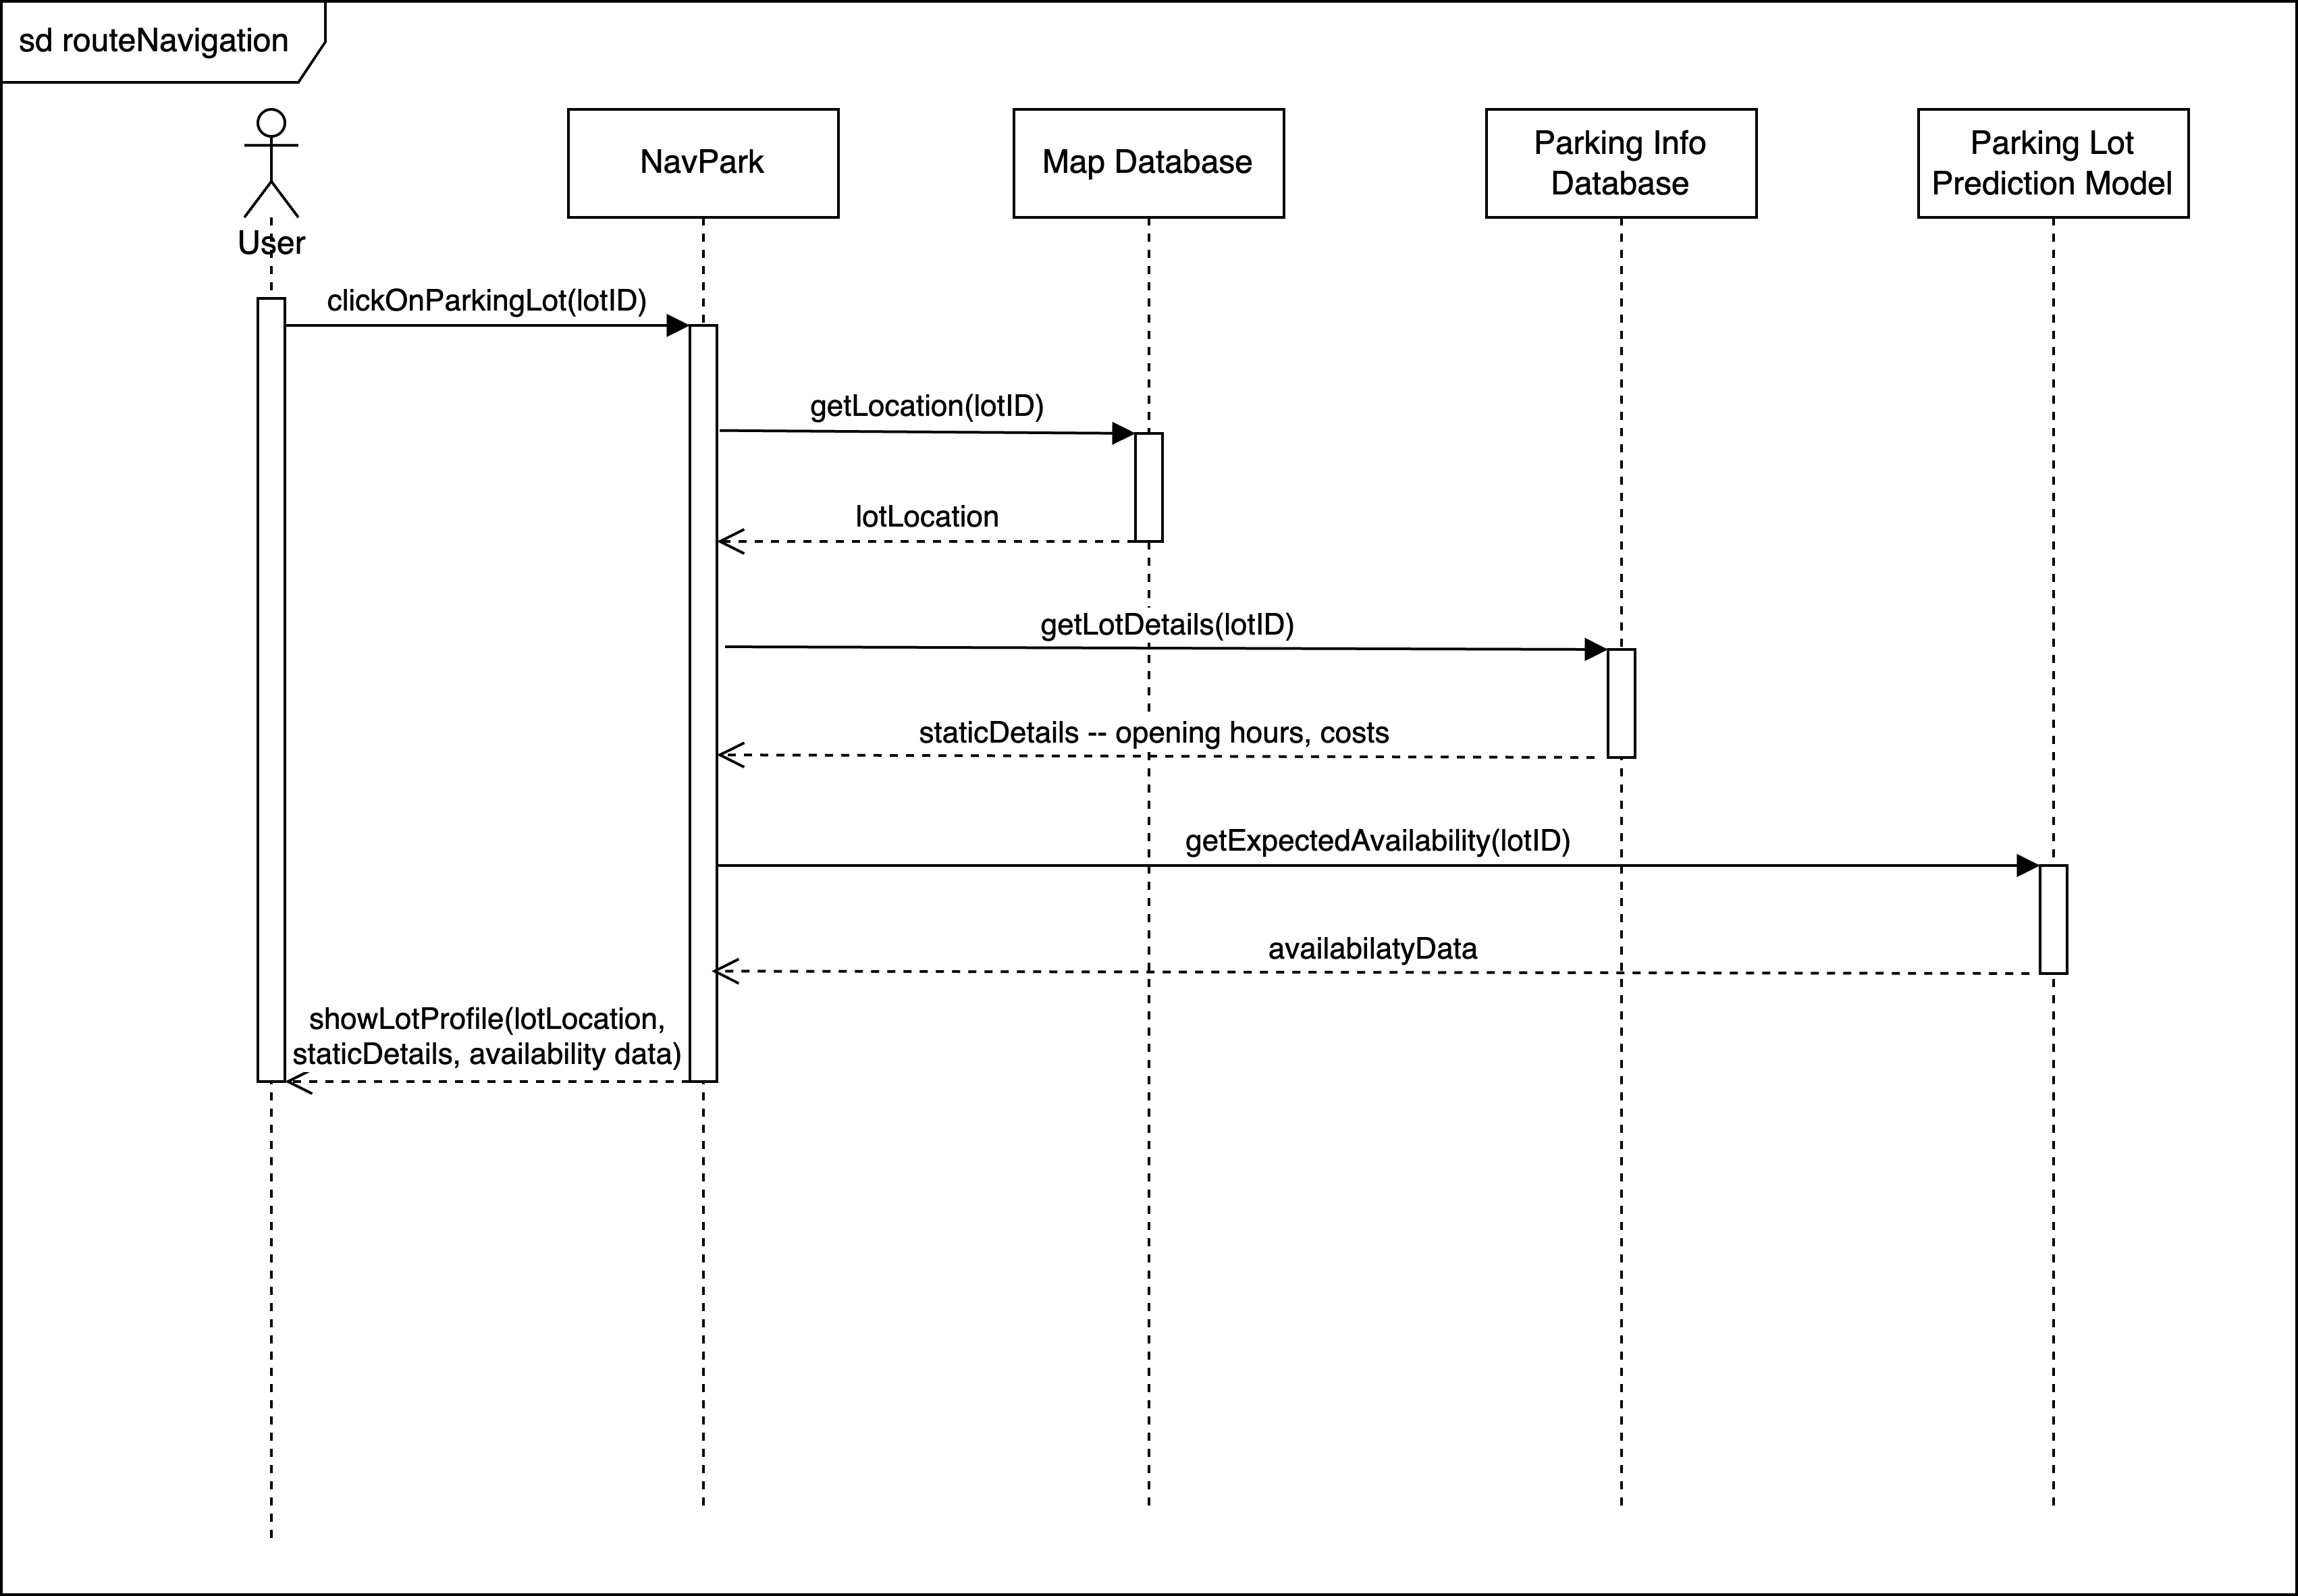 sd routeNavigation
User
NavPark
Map Database
Parking Info
Database
Parking Lot
Prediction Model
clickOnParkingLot(lotID)
getLocation(lotID)
lotLocation
getLotDetails(lotID)
staticDetails -- opening hours, costs
getExpectedAvailability(lotID)
availabilatyData
showLotProfile(lotLocation,
staticDetails, availability data)